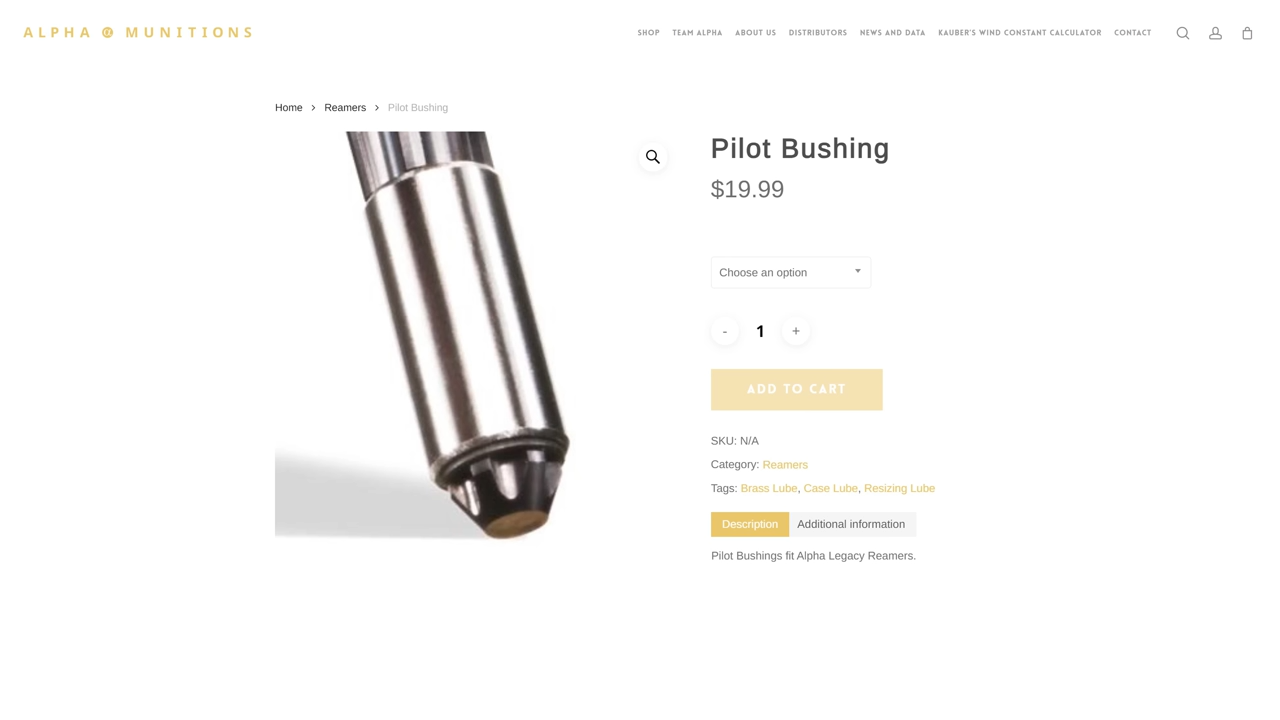 ALPHA @ MUNITIONS
SHOP TEAM ALPHA ABOUT US DISTRIBUTORS NEWS AND DATA KAUBER'S WIND CONSTANT CALCULATOR CONTACT
Home > Reamers > Pilot Bushing
Pilot Bushing
$19.99
Choose an option
- 1 +
ADD TO CART
SKU: N/A
Category: Reamers
Tags: Brass Lube, Case Lube, Resizing Lube
Description Additional information
Pilot Bushings fit Alpha Legacy Reamers.